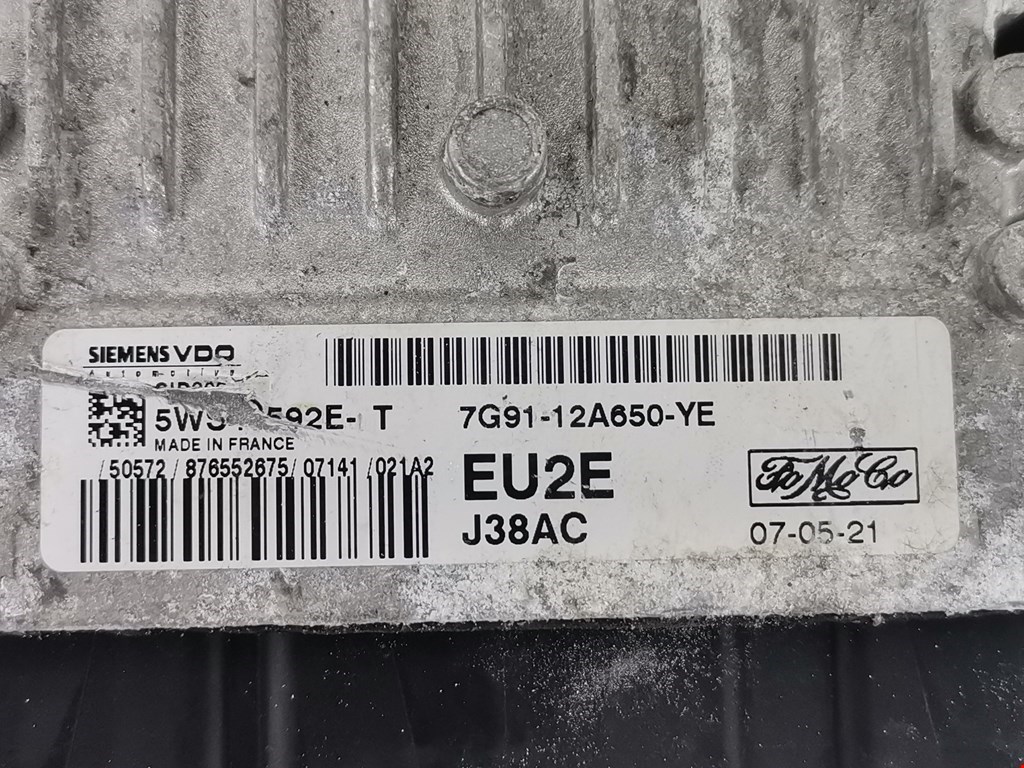 SIEMENS VDO
Automotive
592E- T
MADE IN FRANCE
/50572/876552675/07141/021A2
7G91-12A650-YE
EU2E
J38AC
FoMoCo
07-05-21